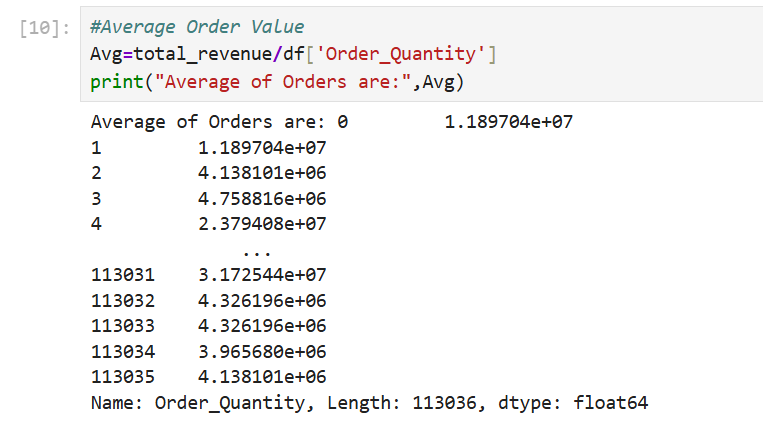 [10]: #Average Order Value
Avg=total_revenue/df['Order_Quantity']
print("Average of Orders are:",Avg)
Average of Orders are: 0         1.189704e+07
1         1.189704e+07
2         4.138101e+06
3         4.758816e+06
4         2.379408e+07
              ...
113031    3.172544e+07
113032    4.326196e+06
113033    4.326196e+06
113034    3.965680e+06
113035    4.138101e+06
Name: Order_Quantity, Length: 113036, dtype: float64